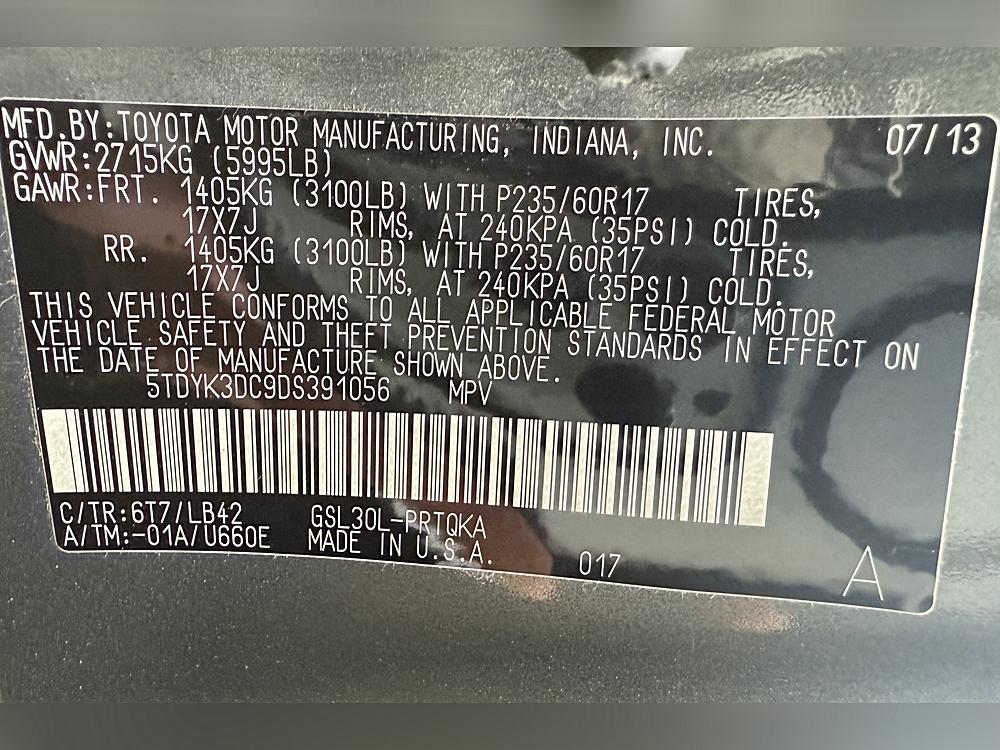 MFD.BY:TOYOTA MOTOR MANUFACTURING, INDIANA, INC. 07/13
GVWR:2715KG (5995LB)
GAWR:FRT. 1405KG (3100LB) WITH P235/60R17 TIRES,
17X7J RIMS, AT 240KPA (35PSI) COLD.
RR. 1405KG (3100LB) WITH P235/60R17 TIRES,
17X7J RIMS, AT 240KPA (35PSI) COLD.
THIS VEHICLE CONFORMS TO ALL APPLICABLE FEDERAL MOTOR
VEHICLE SAFETY AND THEFT PREVENTION STANDARDS IN EFFECT ON
THE DATE OF MANUFACTURE SHOWN ABOVE.
5TDYK3DC9DS391056 MPV
C/TR:6T7/LB42 GSL30L-PRTQKA
A/TM:-01A/U660E MADE IN U.S.A. 017 A